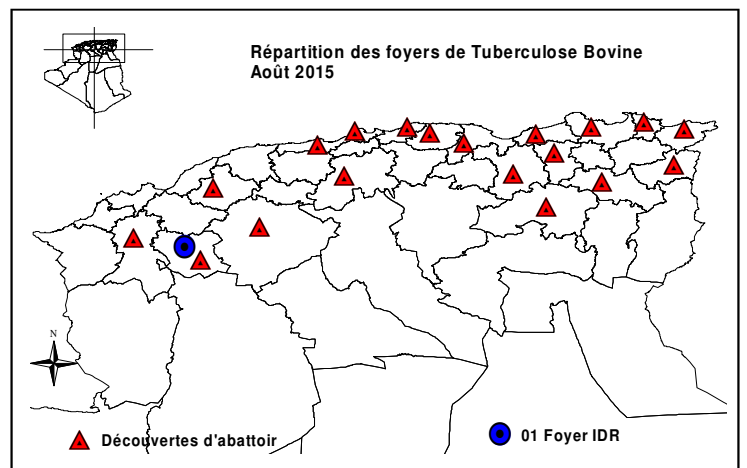 Répartition des foyers de Tuberculose Bovine
Août 2015
N
Découvertes d'abattoir
01 Foyer IDR